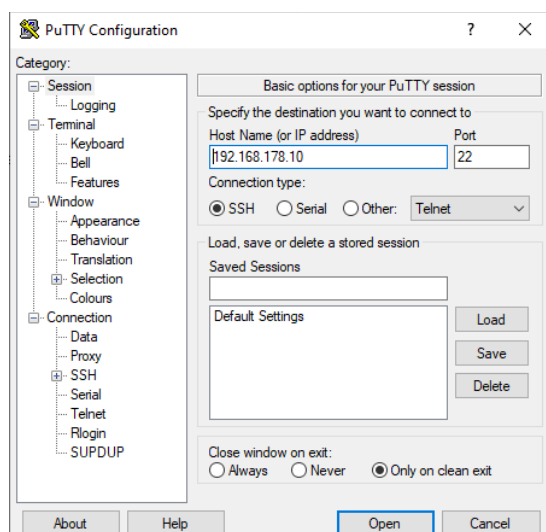 PuTTY Configuration
? ×
Category:
Session
Logging
Terminal
Keyboard
Bell
Features
Window
Appearance
Behaviour
Translation
Selection
Colours
Connection
Data
Proxy
SSH
Serial
Telnet
Rlogin
SUPDUP
Basic options for your PuTTY session
Specify the destination you want to connect to
Host Name (or IP address) Port
192.168.178.10 22
Connection type:
SSH Serial Other: Telnet
Load, save or delete a stored session
Saved Sessions
Default Settings
Load
Save
Delete
Close window on exit:
Always Never Only on clean exit
About Help Open Cancel